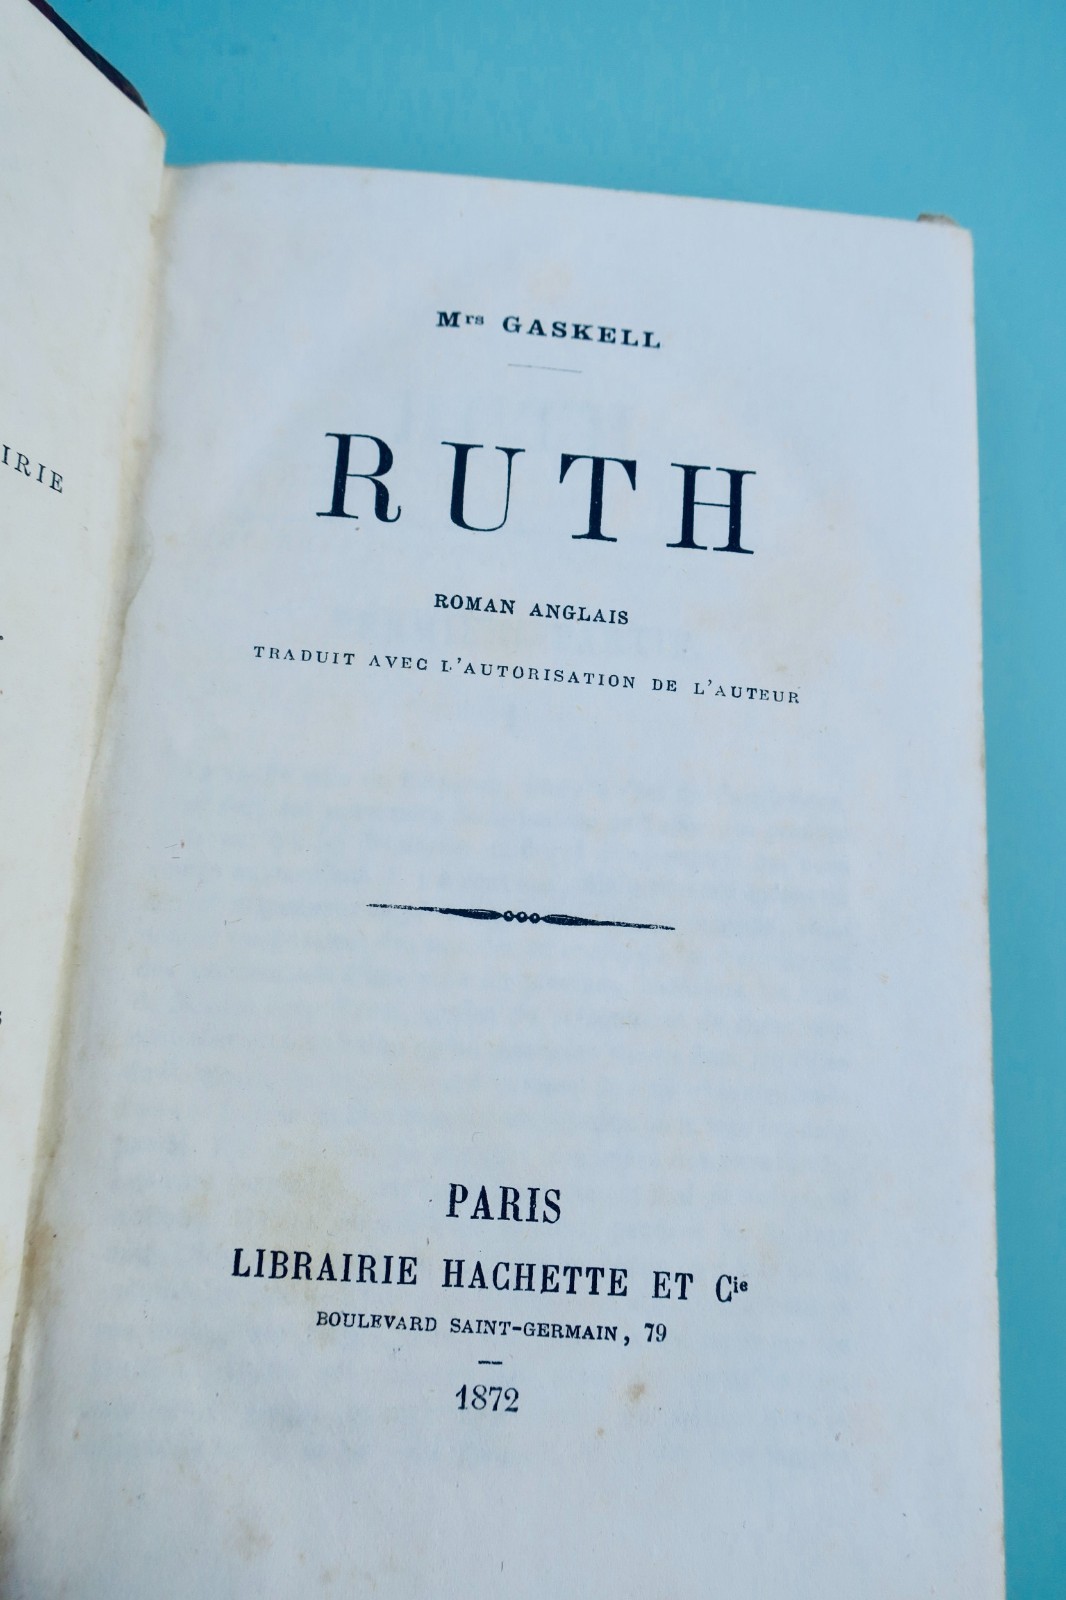 IRIE
Mrs GASKELL
RUTH
ROMAN ANGLAIS
TRADUIT AVEC L'AUTORISATION DE L'AUTEUR
PARIS
LIBRAIRIE HACHETTE ET Cie
BOULEVARD SAINT-GERMAIN, 79
1872